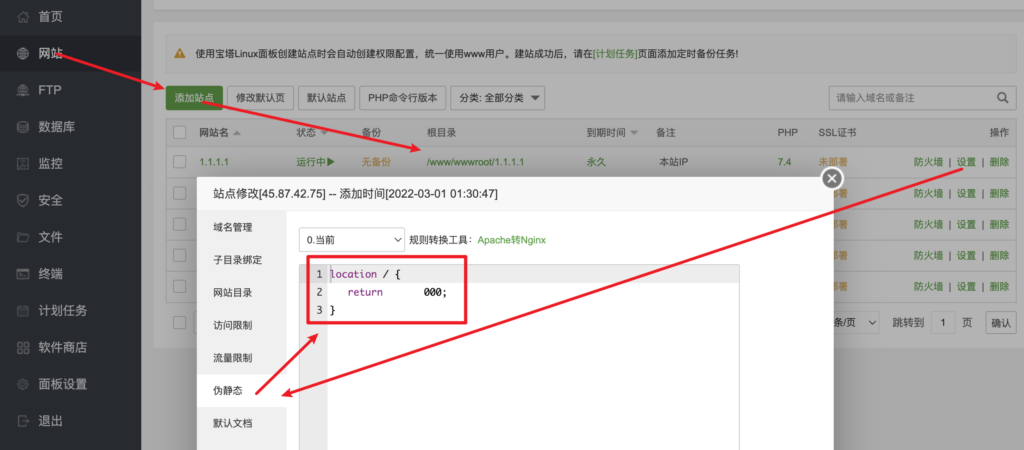 首页
网站
FTP
数据库
监控
安全
文件
终端
计划任务
软件商店
面板设置
退出
使用宝塔Linux面板创建站点时会自动创建权限配置，统一使用www用户。建站成功后，请在[计划任务]页面添加定时备份任务!
添加站点 修改默认页 默认站点 PHP命令行版本 分类: 全部分类 请输入域名或备注
网站名 状态 备份 根目录 到期时间 备注 PHP SSL证书 操作
1.1.1.1 运行中 无备份 /www/wwwroot/1.1.1.1 永久 本站IP 7.4 未部署 防火墙 | 设置 | 删除
署 防火墙 | 设置 | 删除
署 防火墙 | 设置 | 删除
署 防火墙 | 设置 | 删除
署 防火墙 | 设置 | 删除
条/页 跳转到 1 页 确认
站点修改[45.87.42.75] -- 添加时间[2022-03-01 01:30:47]
域名管理
子目录绑定
网站目录
访问限制
流量限制
伪静态
默认文档
0.当前 规则转换工具： Apache转Nginx
1 location / {
2 return 000;
3 }